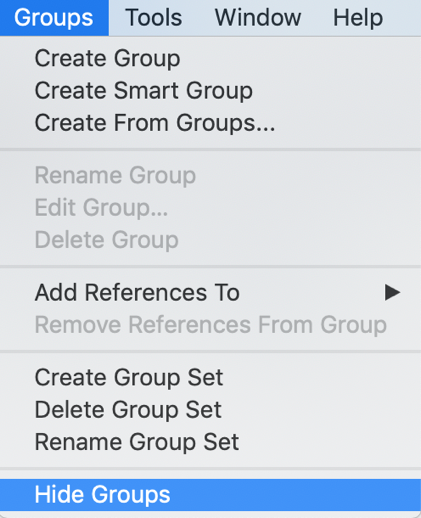 Groups Tools Window Help
Create Group
Create Smart Group
Create From Groups...
Rename Group
Edit Group...
Delete Group
Add References To
Remove References From Group
Create Group Set
Delete Group Set
Rename Group Set
Hide Groups